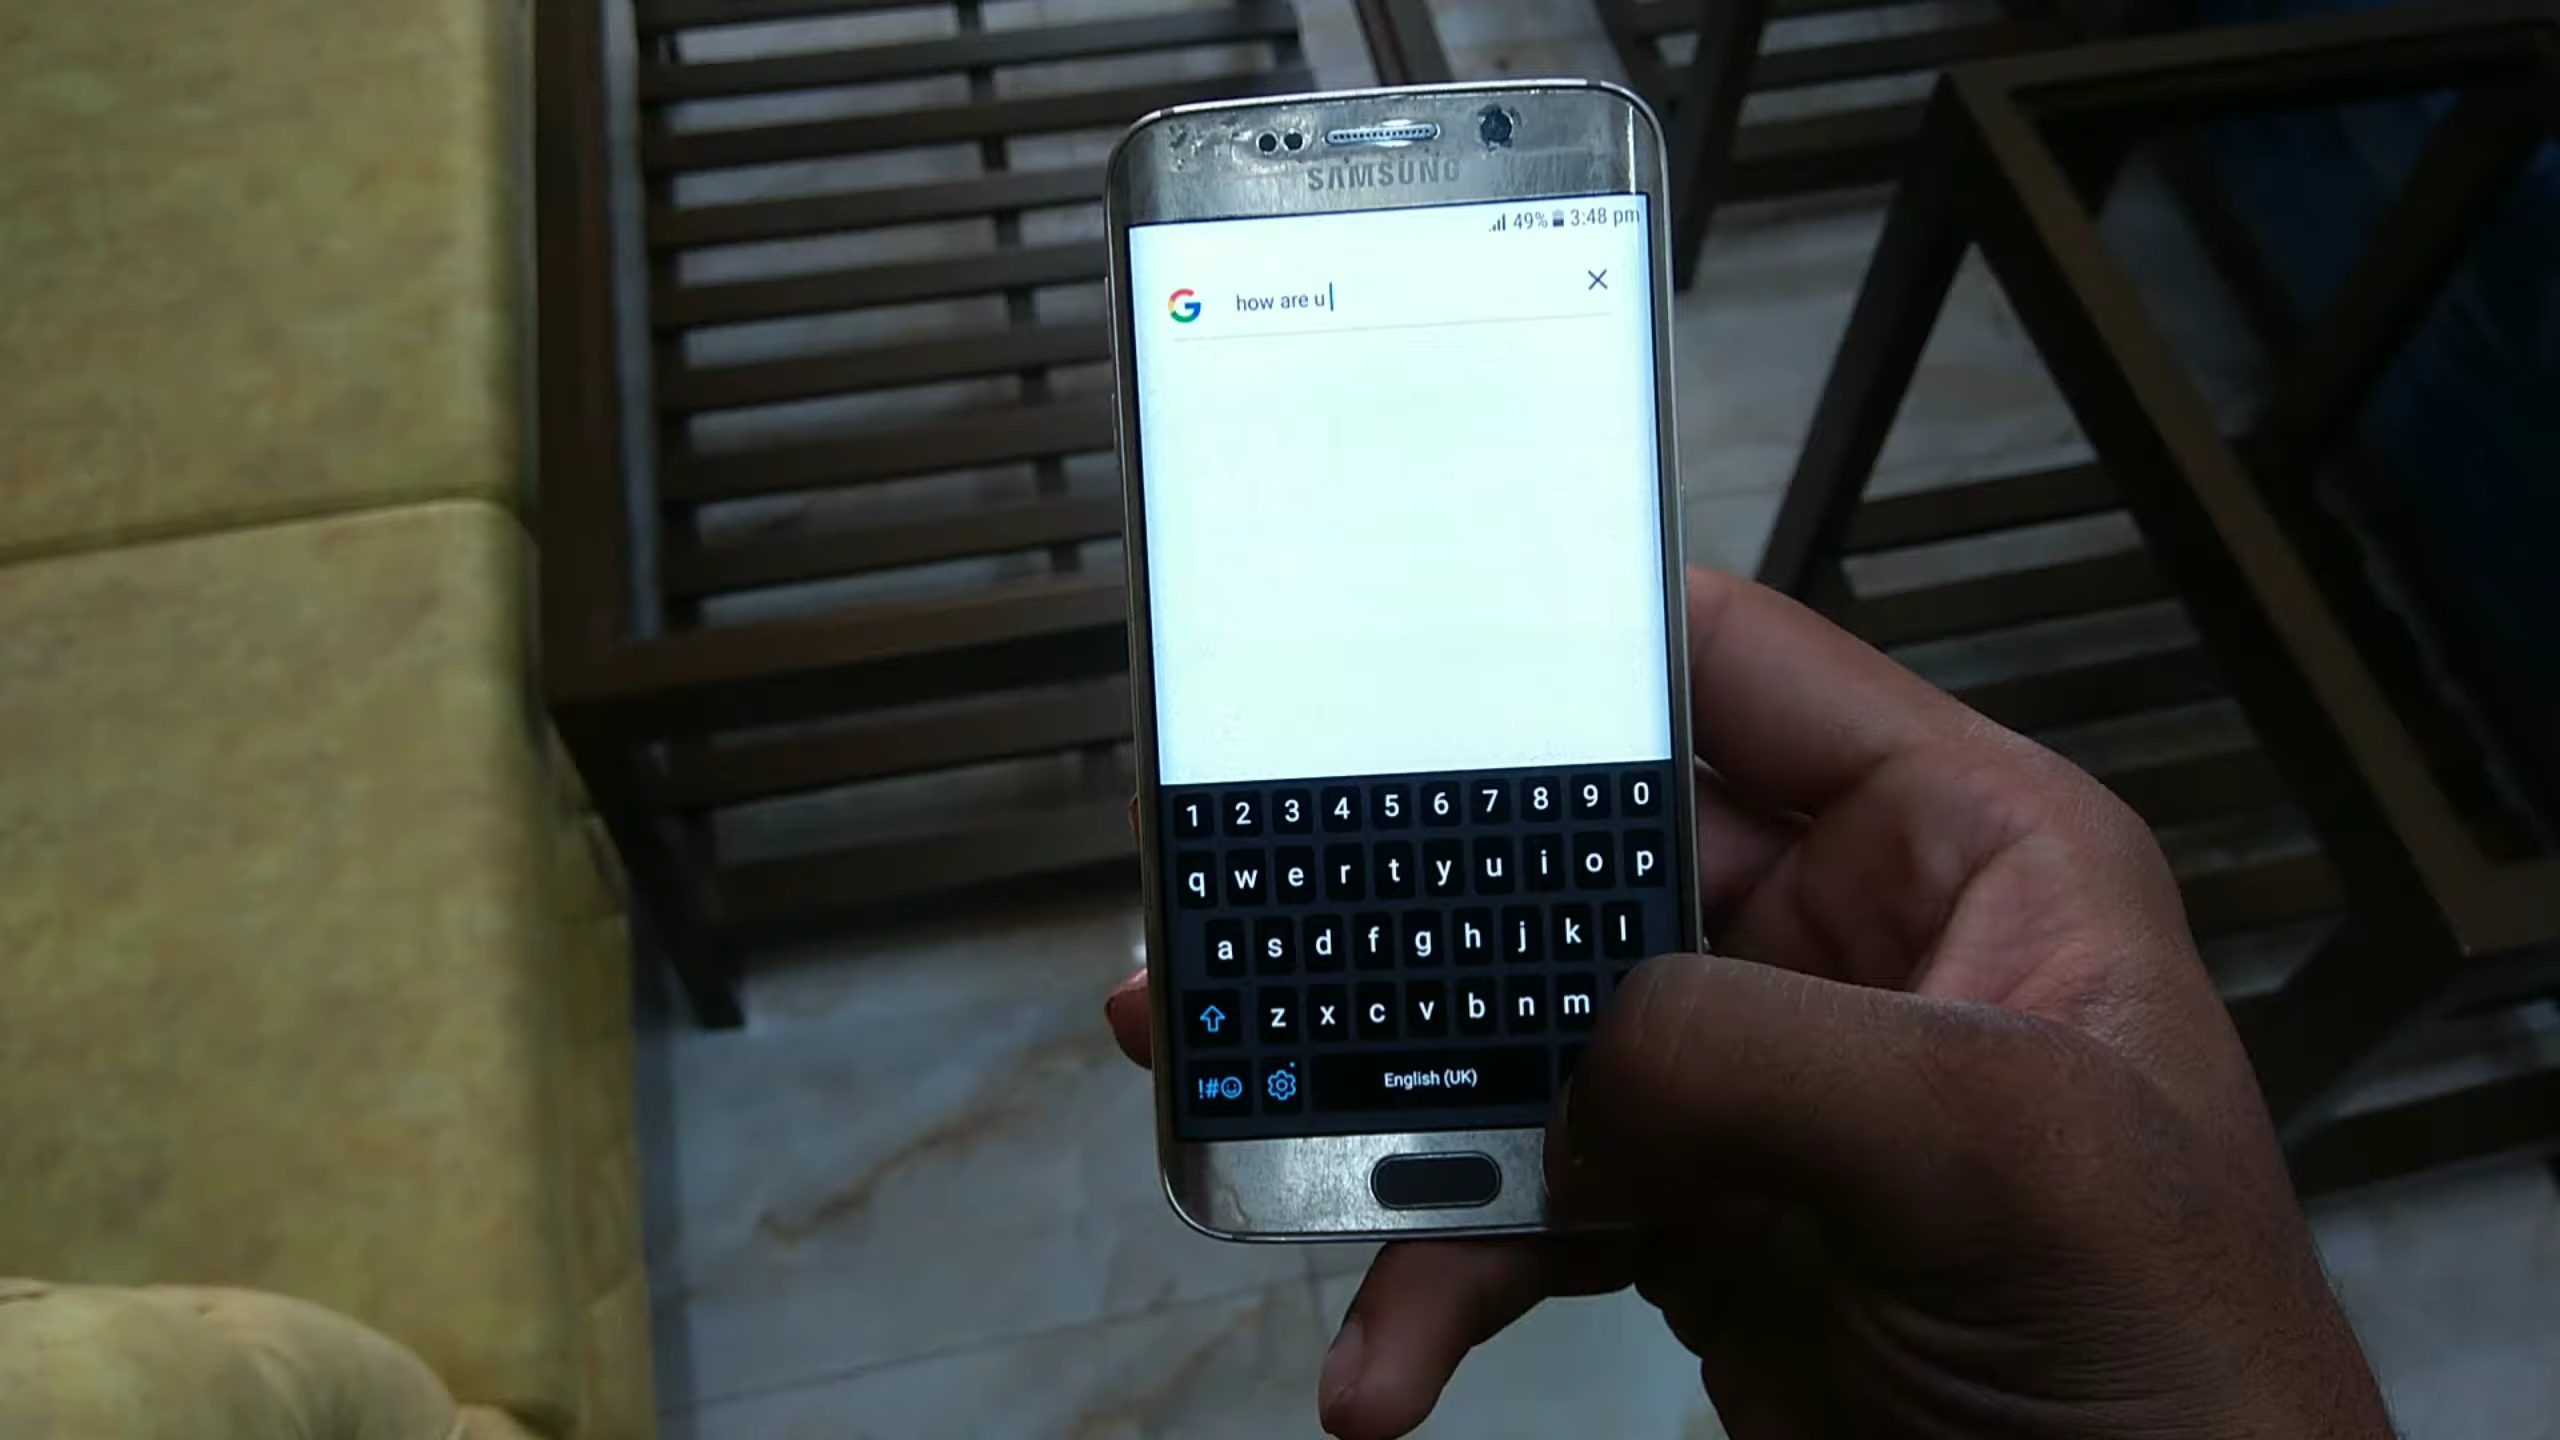 SAMSUNG
49% 3:48 pm
G how are u
1 2 3 4 5 6 7 8 9 0
q w e r t y u i o p
a s d f g h j k l
z x c v b n m
!#☺ English (UK)